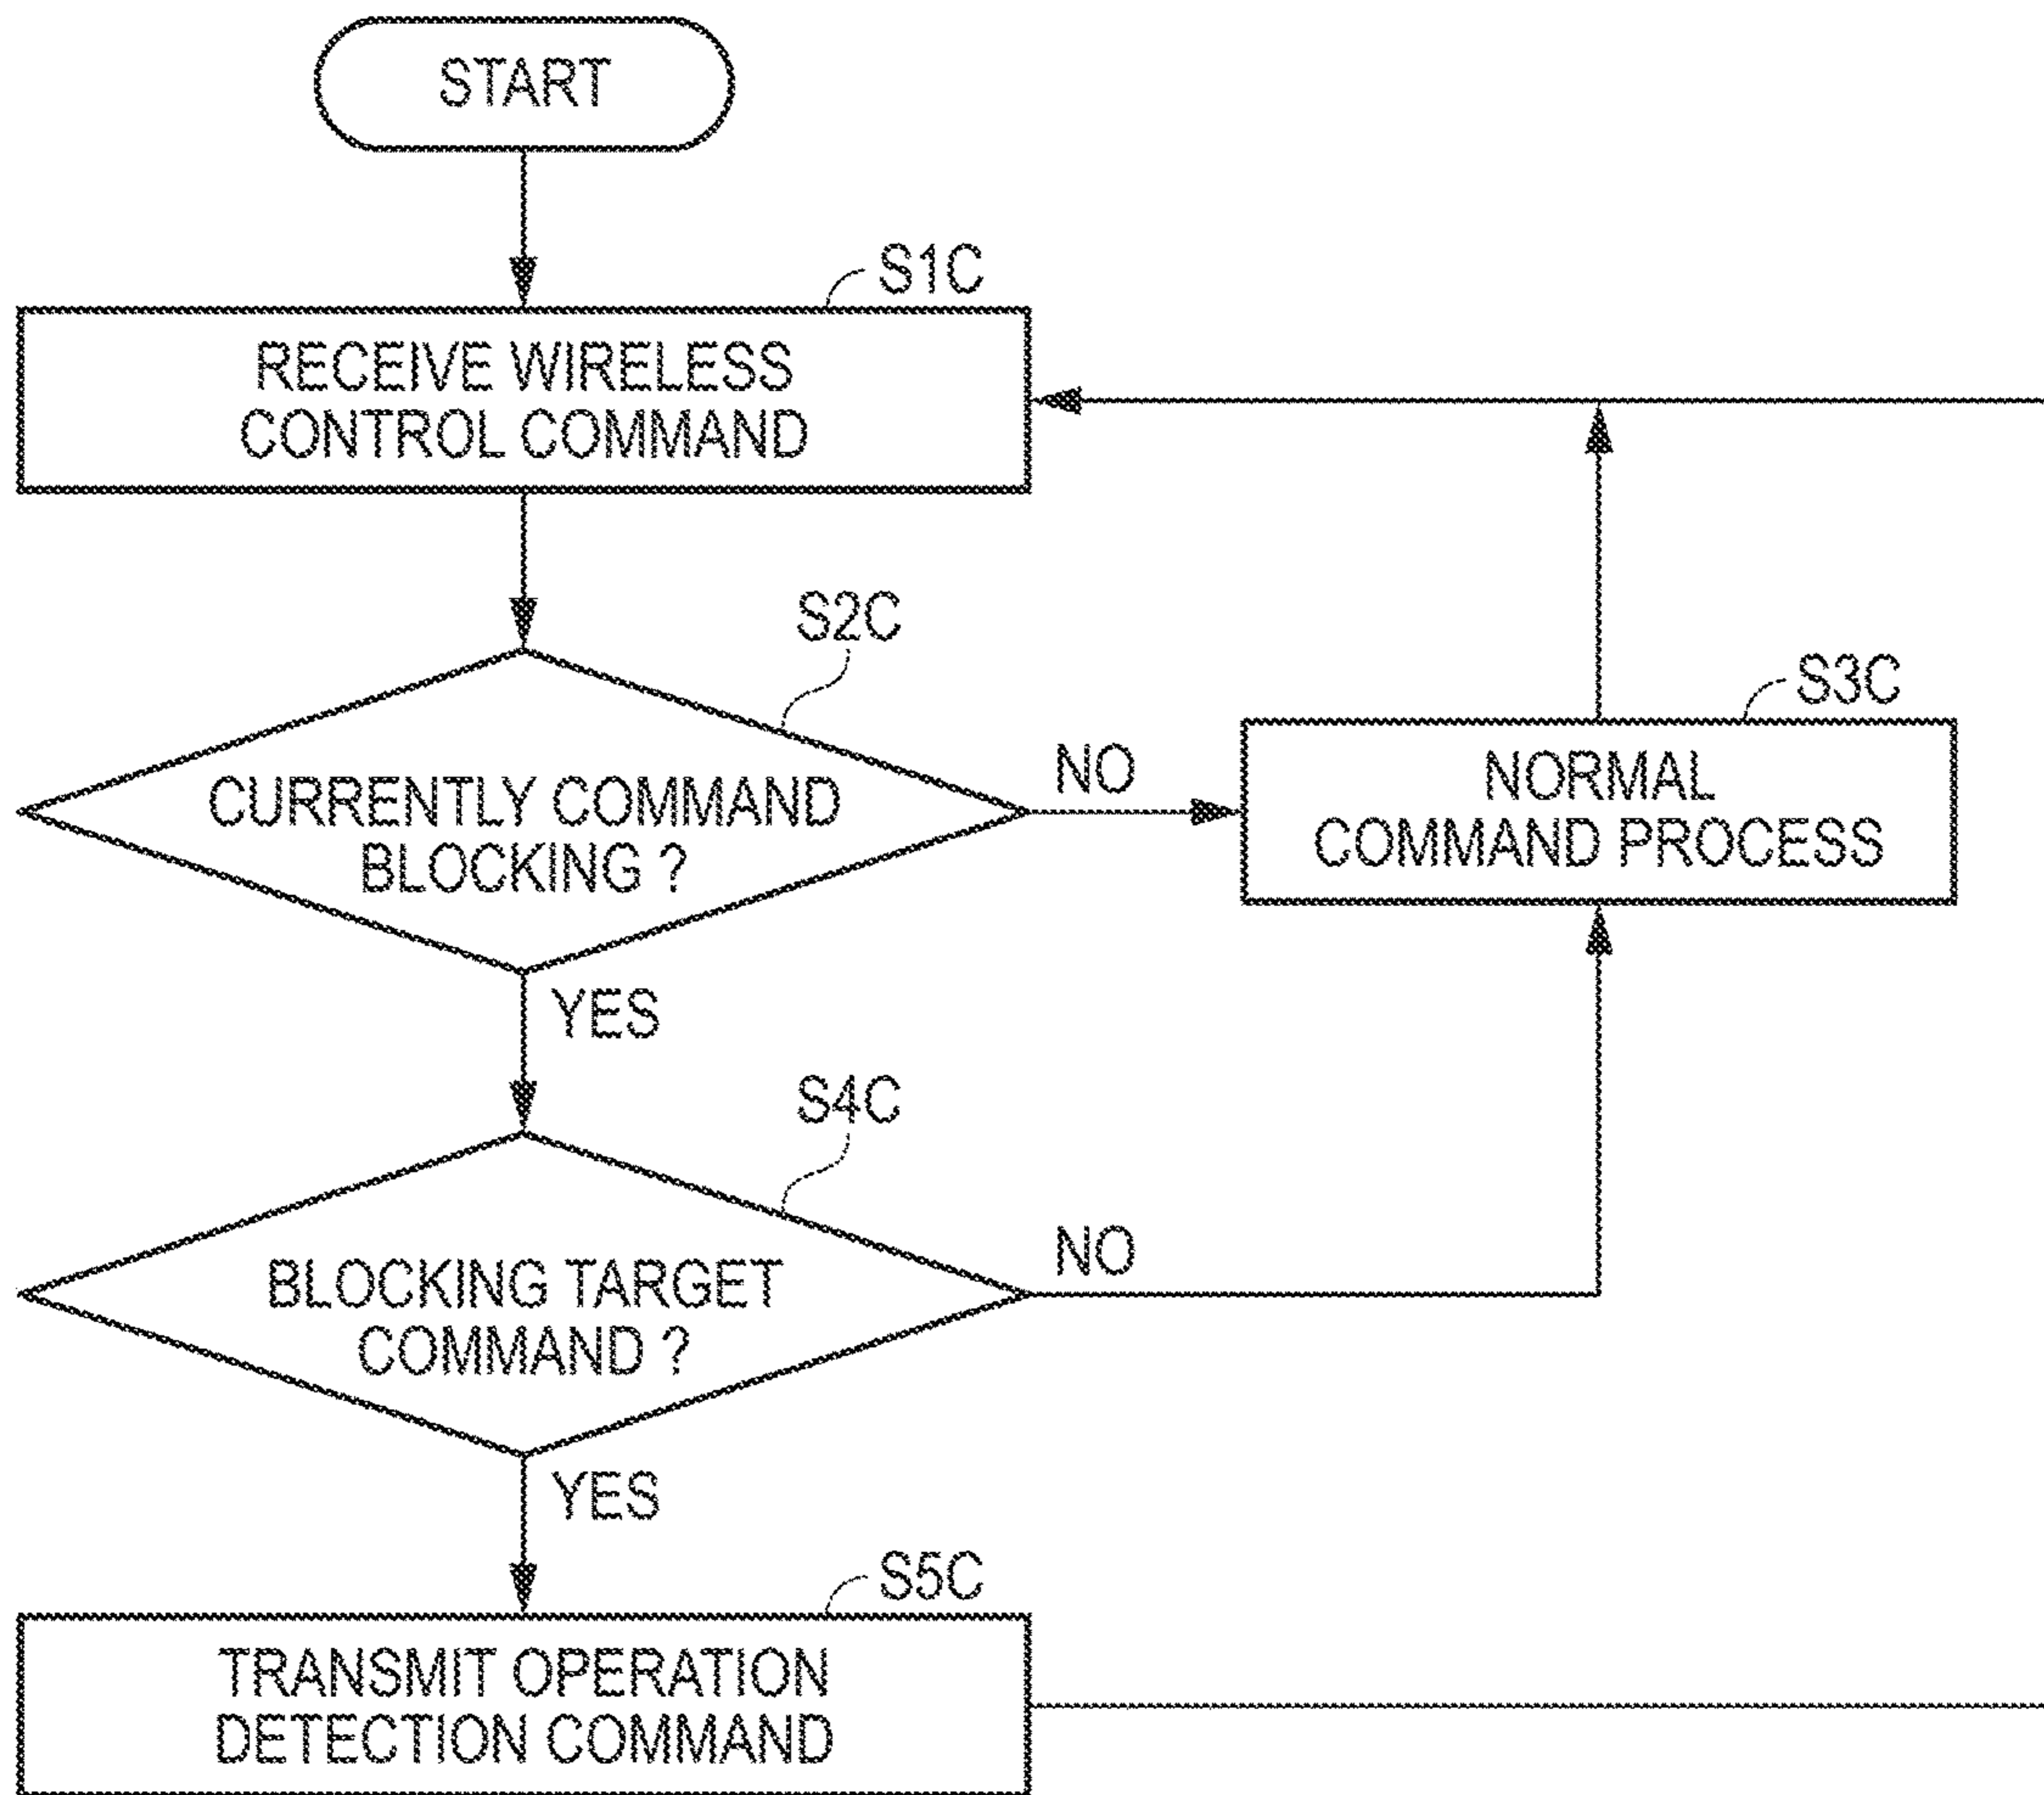 START
S1C
RECEIVE WIRELESS
CONTROL COMMAND
S2C
CURRENTLY COMMAND
BLOCKING ?
NO
S3C
NORMAL
COMMAND PROCESS
YES
S4C
BLOCKING TARGET
COMMAND ?
NO
YES
S5C
TRANSMIT OPERATION
DETECTION COMMAND